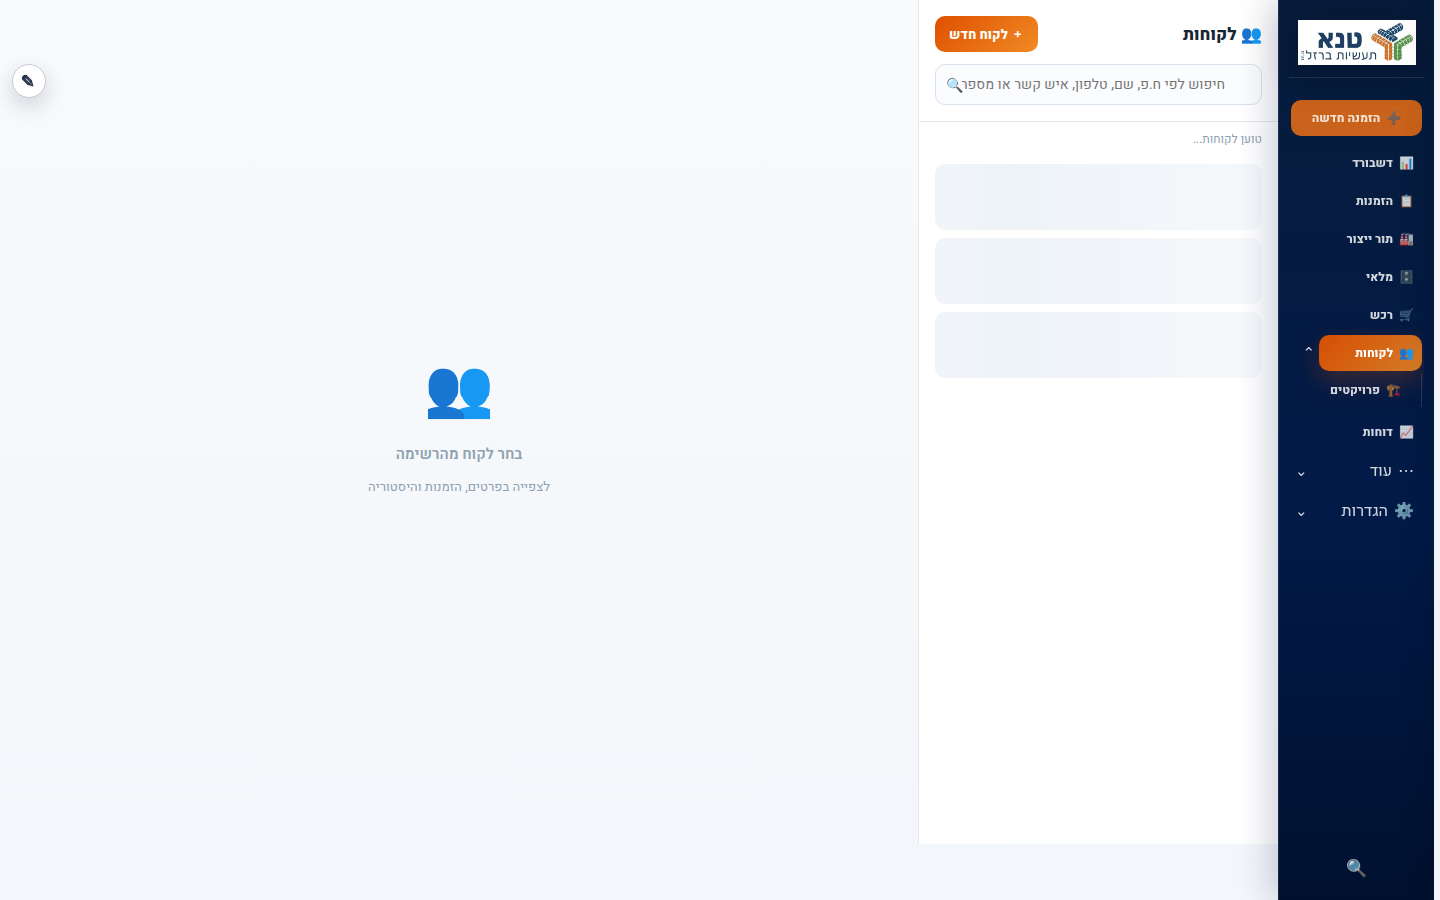 טנא
תעשיות ברזל
הזמנה חדשה
דשבורד
הזמנות
תור ייצור
מלאי
רכש
לקוחות
פרויקטים
דוחות
עוד
הגדרות
לקוחות
+ לקוח חדש
חיפוש לפי ח.פ, שם, טלפון, איש קשר או מספר
טוען לקוחות...
בחר לקוח מהרשימה
לצפייה בפרטים, הזמנות והיסטוריה